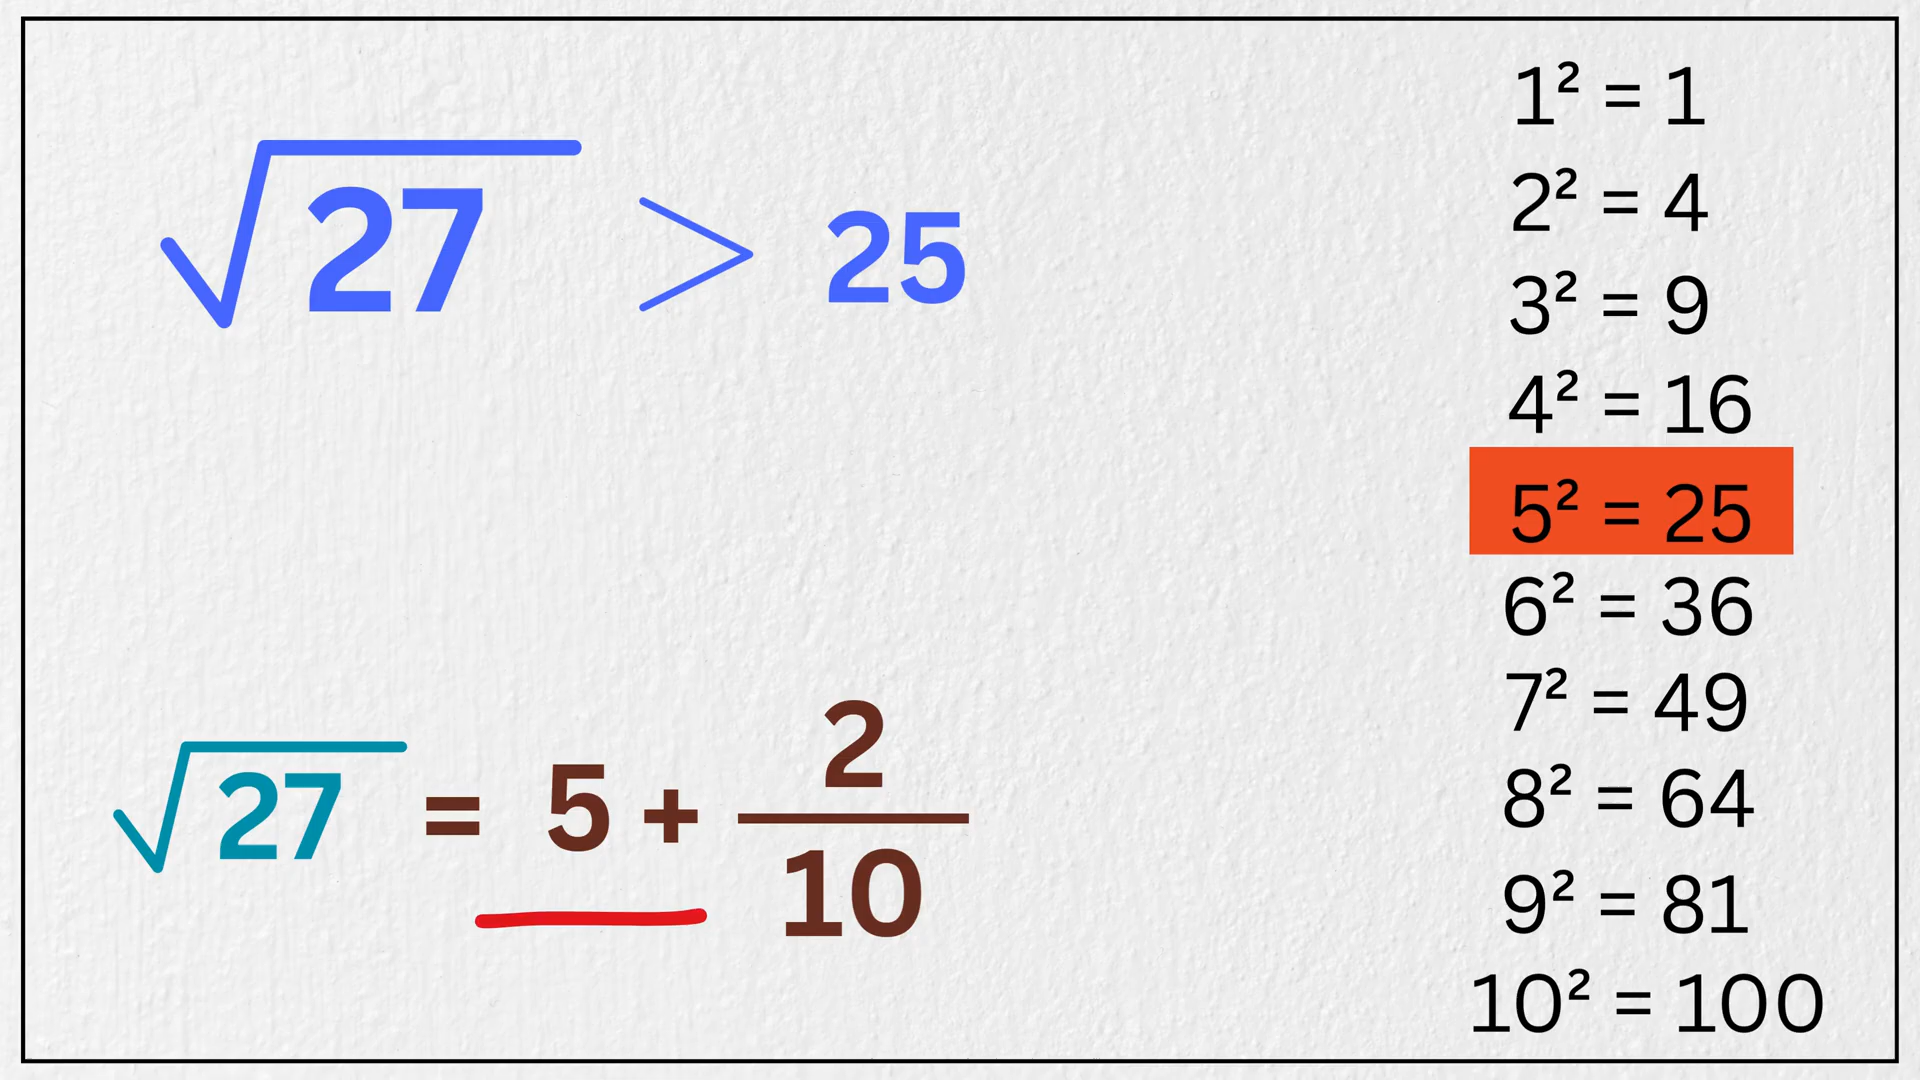 √27 > 25
√27 = 5 + 2/10
1² = 1
2² = 4
3² = 9
4² = 16
5² = 25
6² = 36
7² = 49
8² = 64
9² = 81
10² = 100